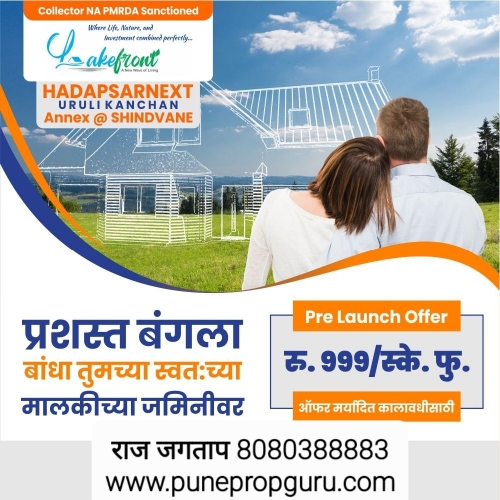 Collector NA PMRDA Sanctioned
Where Life, Nature, and
Investment combined perfectly...
Lakefront
A New Wave of Living
HADAPSARNEXT
URULI KANCHAN
Annex @ SHINDVANE
प्रशस्त बंगला
बांधा तुमच्या स्वत:च्या
मालकीच्या जमिनीवर
Pre Launch Offer
रु. 999/स्के. फु.
ऑफर मर्यादित कालावधीसाठी
राज जगताप 8080388883
www.punepropguru.com